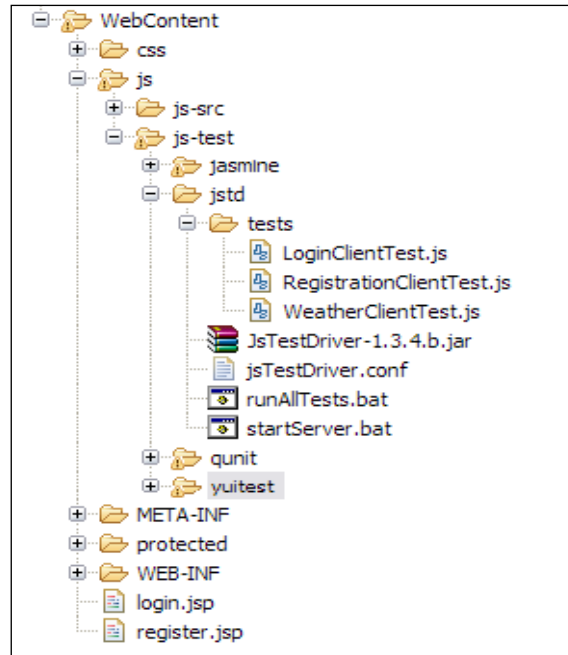 WebContent
css
js
js-src
js-test
jasmine
jstd
tests
LoginClientTest.js
RegistrationClientTest.js
WeatherClientTest.js
JsTestDriver-1.3.4.b.jar
jsTestDriver.conf
runAllTests.bat
startServer.bat
qunit
yuitest
META-INF
protected
WEB-INF
login.jsp
register.jsp